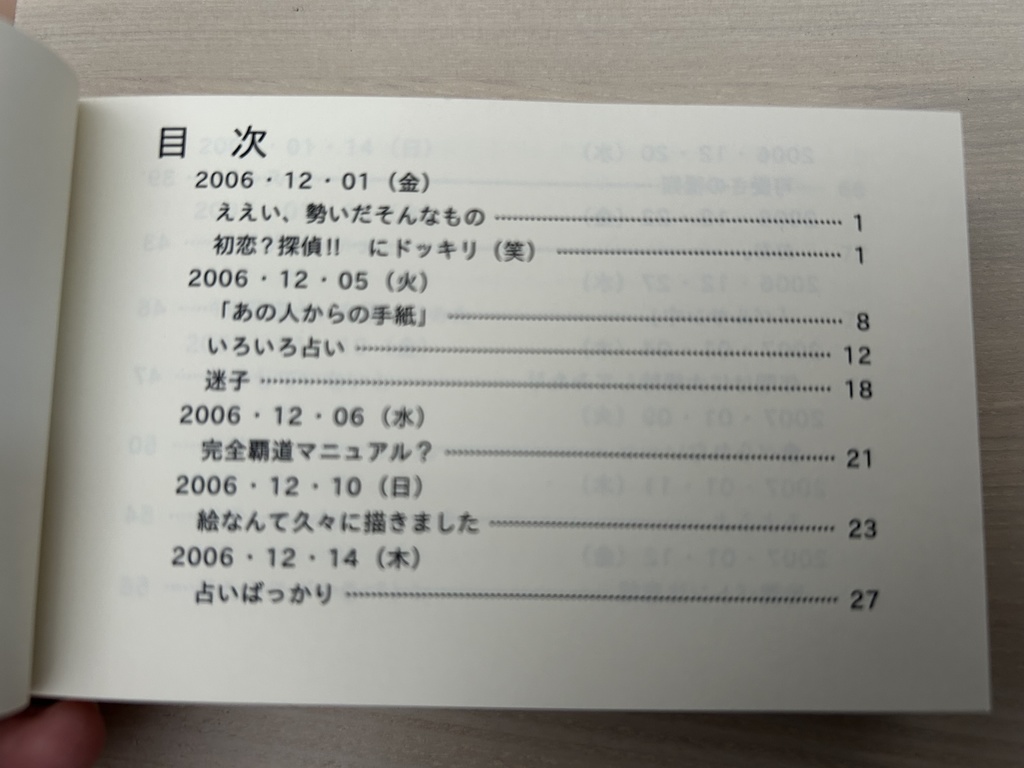 目 次
2006・12・01（金）
ええい、勢いだそんなもの ……… 1
初恋？探偵!!　にドッキリ（笑） ……… 1
2006・12・05（火）
「あの人からの手紙」 ……… 8
いろいろ占い ……… 12
迷子 ……… 18
2006・12・06（水）
完全覇道マニュアル？ ……… 21
2006・12・10（日）
絵なんて久々に描きました ……… 23
2006・12・14（木）
占いばっかり ……… 27